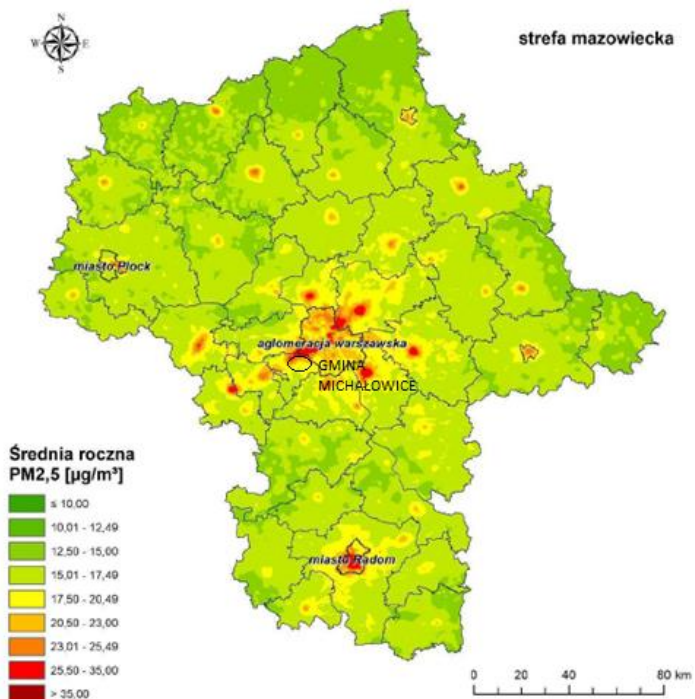 N
W E
S
strefa mazowiecka
miasto Płock
aglomeracja warszawska
GMINA
MICHAŁOWICE
miasto Radom
Średnia roczna
PM2,5 [µg/m³]
≤ 10,00
10,01 - 12,49
12,50 - 15,00
15,01 - 17,49
17,50 - 20,49
20,50 - 23,00
23,01 - 25,49
25,50 - 35,00
> 35,00
0 20 40 80 km